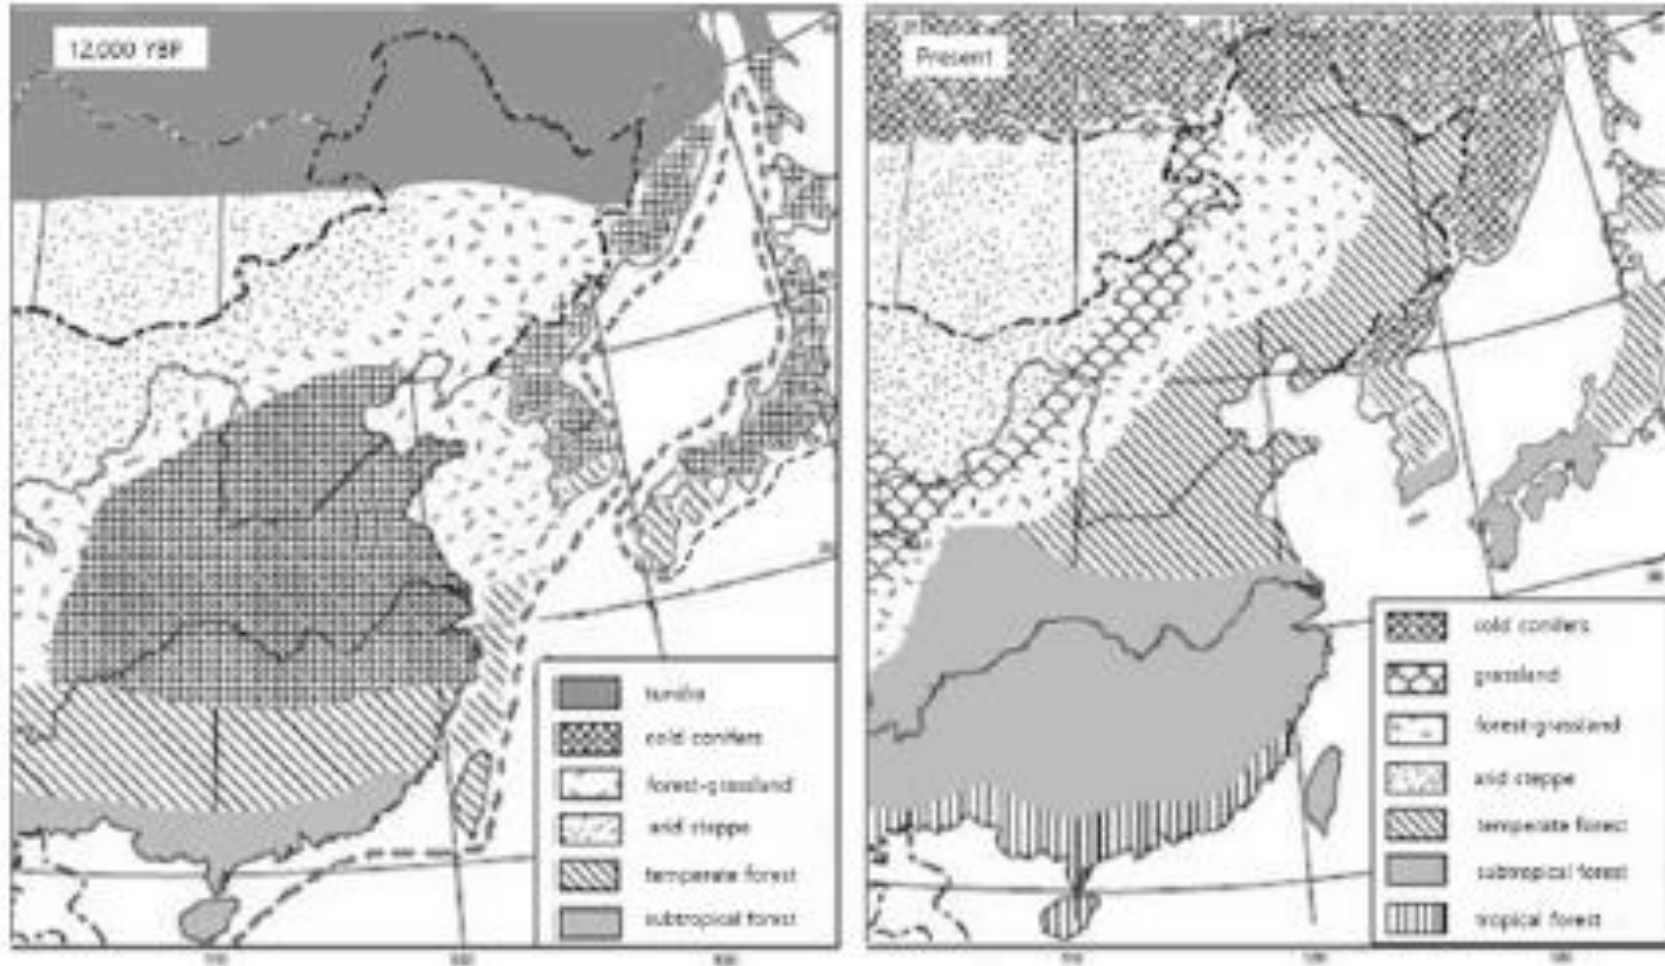 12,000 YBP
tundra
cold conifers
forest-grassland
arid steppe
temperate forest
subtropical forest
Present
cold conifers
grassland
forest-grassland
arid steppe
temperate forest
subtropical forest
tropical forest